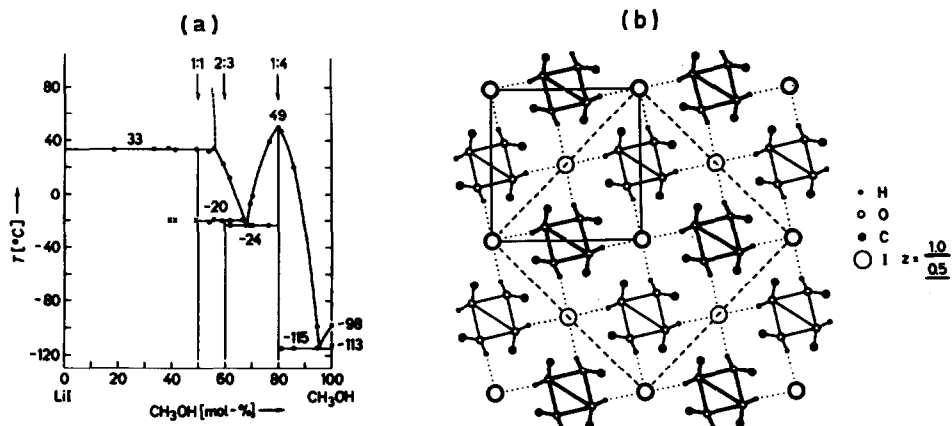 (a)
(b)
1:1 2:3 1:4
80
40
0
-40
-80
-120
T [°C]
33
49
-20
-24
-115
-98
-113
xx
0 20 40 60 80 100
LiI CH₃OH
CH₃OH [mol-%]
H
O
C
I z = 1.0
0.5